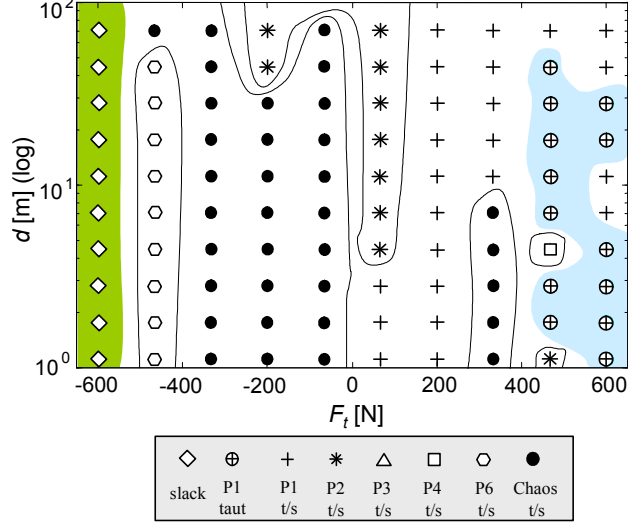 10²
10¹
10⁰
d [m] (log)
-600 -400 -200 0 200 400 600
Fₜ [N]
slack P1 P1 P2 P3 P4 P6 Chaos
taut t/s t/s t/s t/s t/s t/s